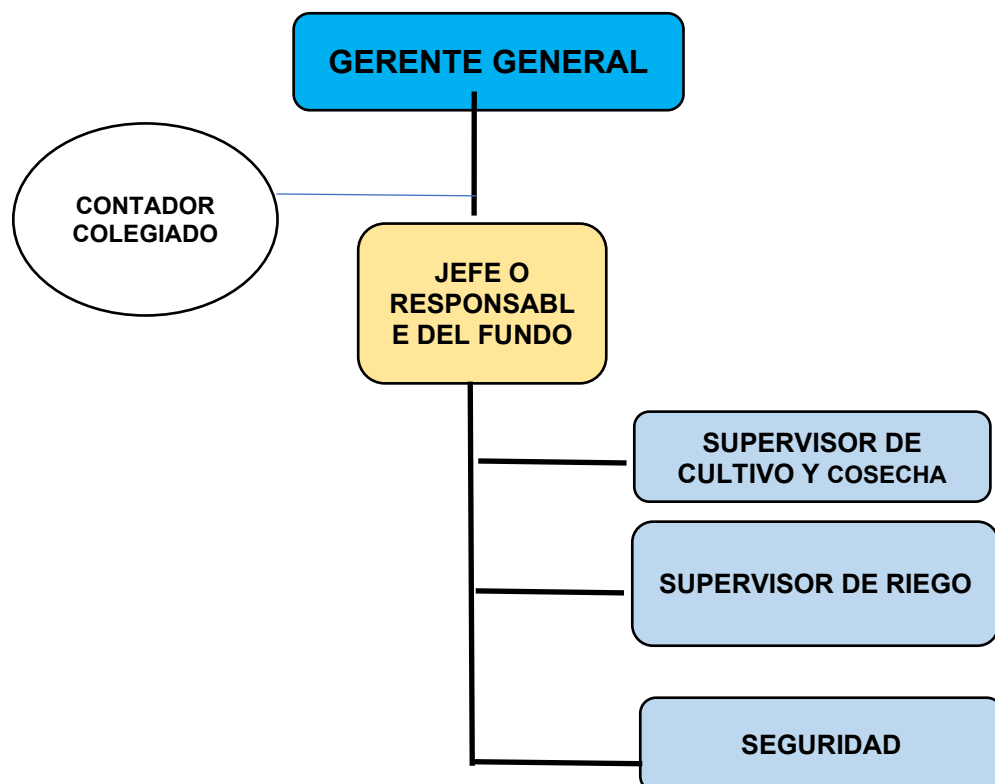 GERENTE GENERAL
CONTADOR
COLEGIADO
JEFE O
RESPONSABL
E DEL FUNDO
SUPERVISOR DE
CULTIVO Y COSECHA
SUPERVISOR DE RIEGO
SEGURIDAD